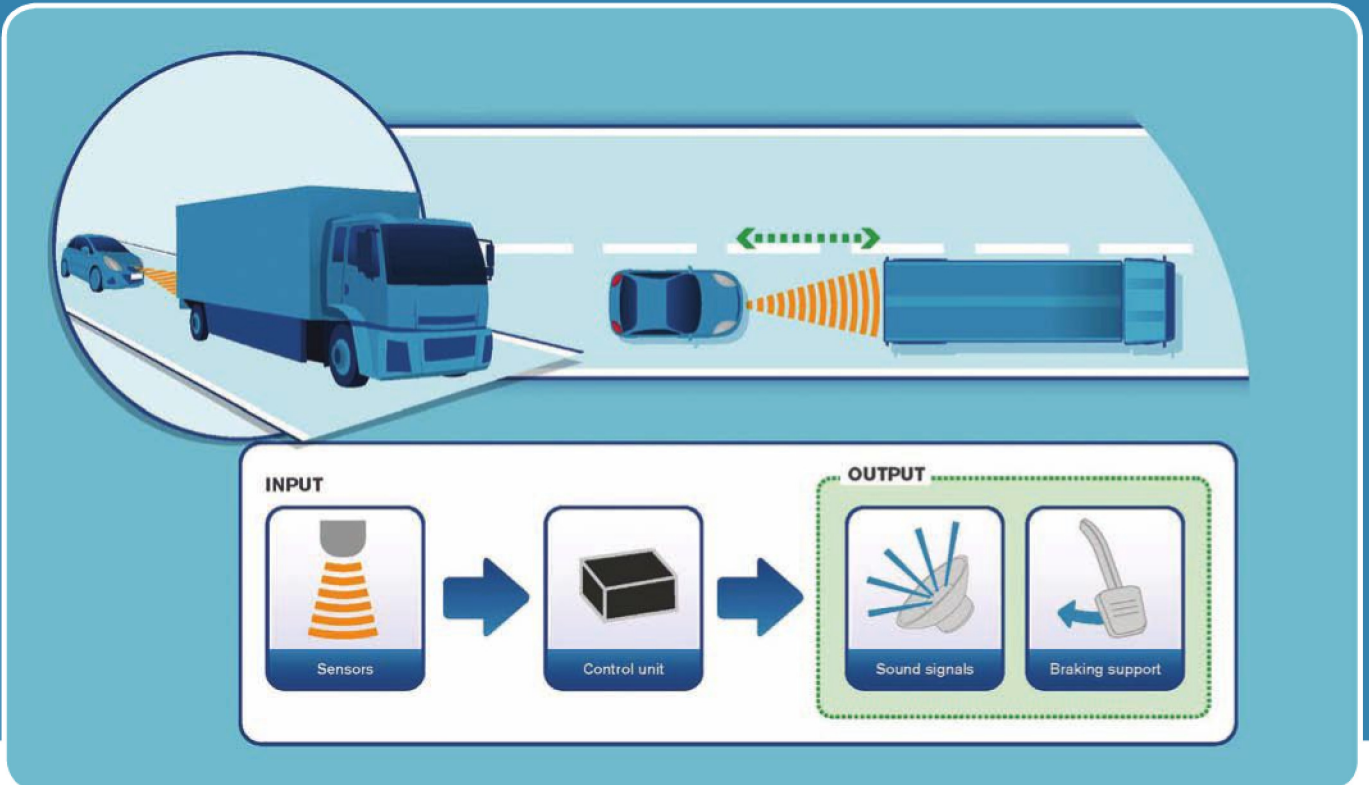 INPUT
OUTPUT
Sensors
Control unit
Sound signals
Braking support